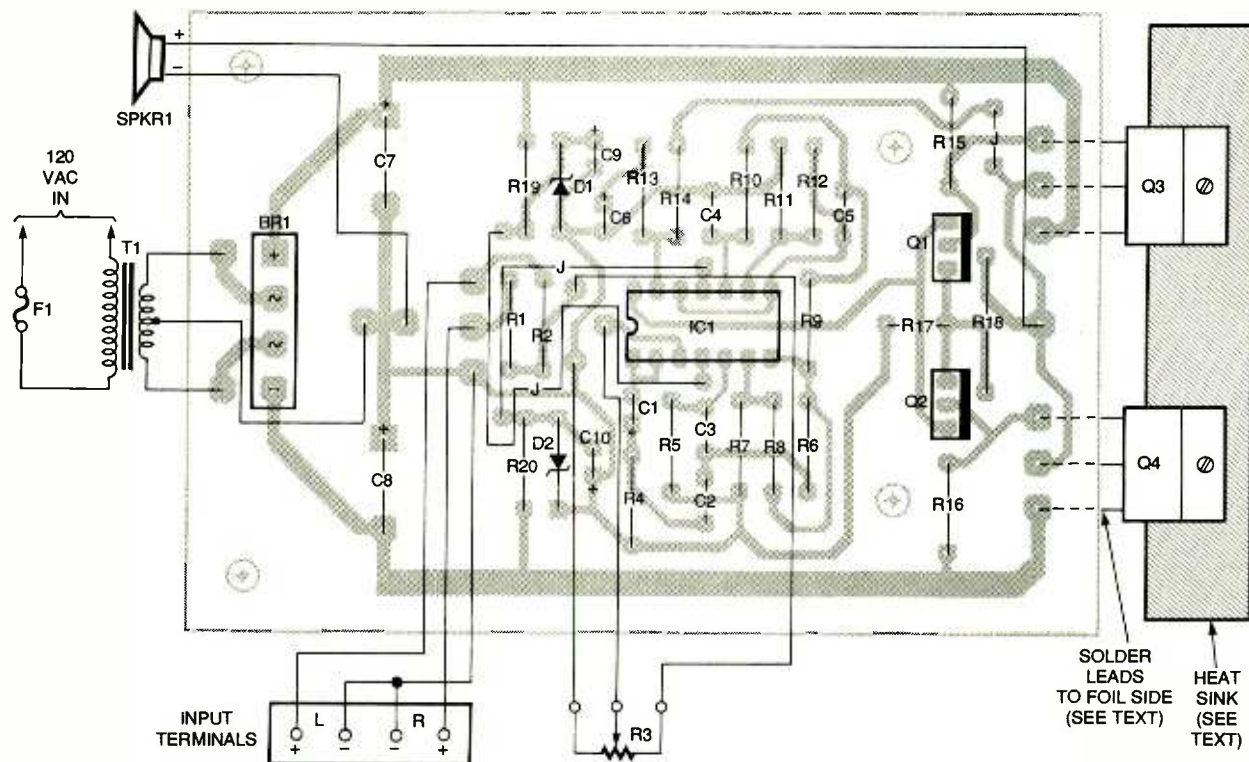 +
−
SPKR1
120
VAC
IN
F1
T1
BR1
+
~
~
−
+
C7
+
C8
R19
D1
+
C9
C6
R13
R14
C4
R10
R11
R12
C5
R15
J
Q3
Q1
J
R1
R2
IC1
R9
R17
R18
J
C1
+
C3
Q2
D2
R20
C10
+
R4
R5
C2
R7
R8
R6
R16
Q4
INPUT
TERMINALS
L R
+ − − +
R3
SOLDER
LEADS
TO FOIL SIDE
(SEE TEXT)
HEAT
SINK
(SEE
TEXT)